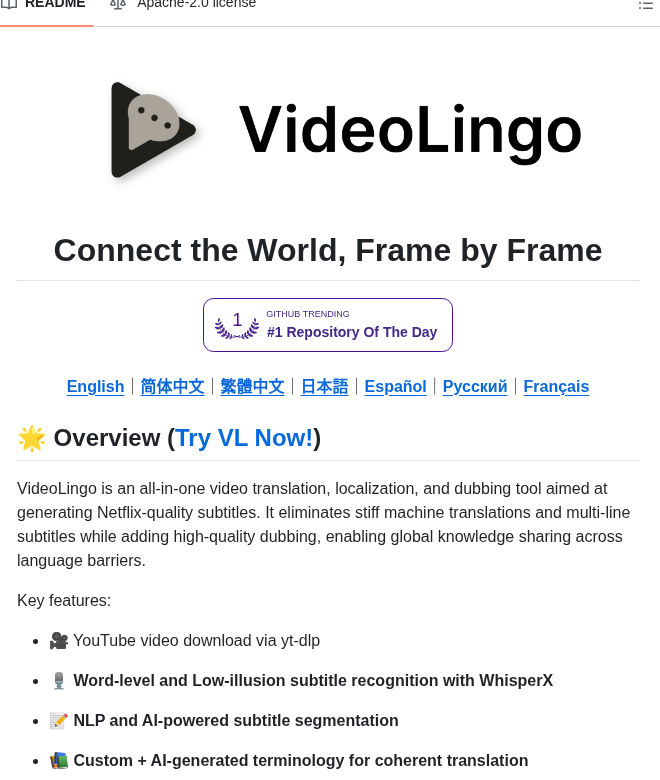 README Apache-2.0 license
VideoLingo
Connect the World, Frame by Frame
1 GITHUB TRENDING
#1 Repository Of The Day
English | 简体中文 | 繁體中文 | 日本語 | Español | Русский | Français
🌟 Overview (Try VL Now!)
VideoLingo is an all-in-one video translation, localization, and dubbing tool aimed at
generating Netflix-quality subtitles. It eliminates stiff machine translations and multi-line
subtitles while adding high-quality dubbing, enabling global knowledge sharing across
language barriers.
Key features:
• 🎥 YouTube video download via yt-dlp
• 🎙️ Word-level and Low-illusion subtitle recognition with WhisperX
• 📝 NLP and AI-powered subtitle segmentation
• 📚 Custom + AI-generated terminology for coherent translation